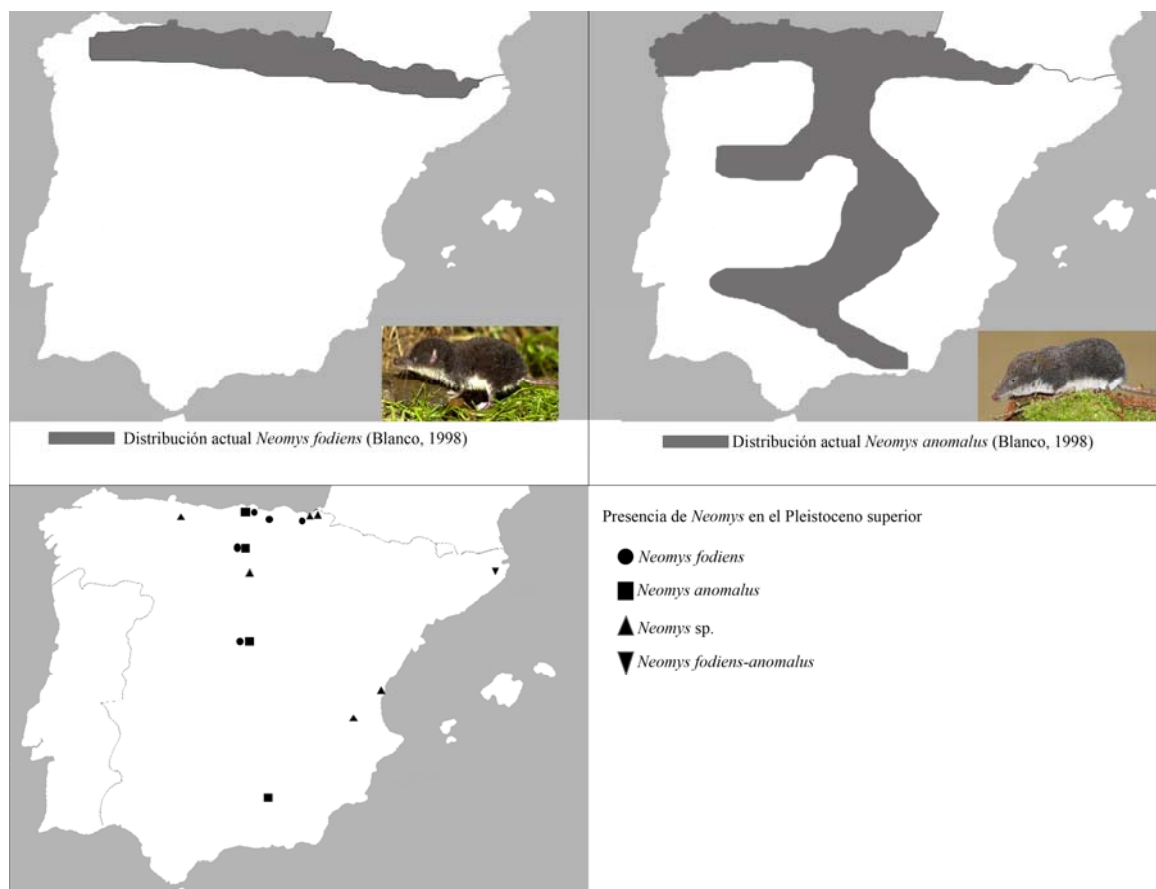 Distribución actual Neomys fodiens (Blanco, 1998)
Distribución actual Neomys anomalus (Blanco, 1998)
Presencia de Neomys en el Pleistoceno superior
Neomys fodiens
Neomys anomalus
Neomys sp.
Neomys fodiens-anomalus